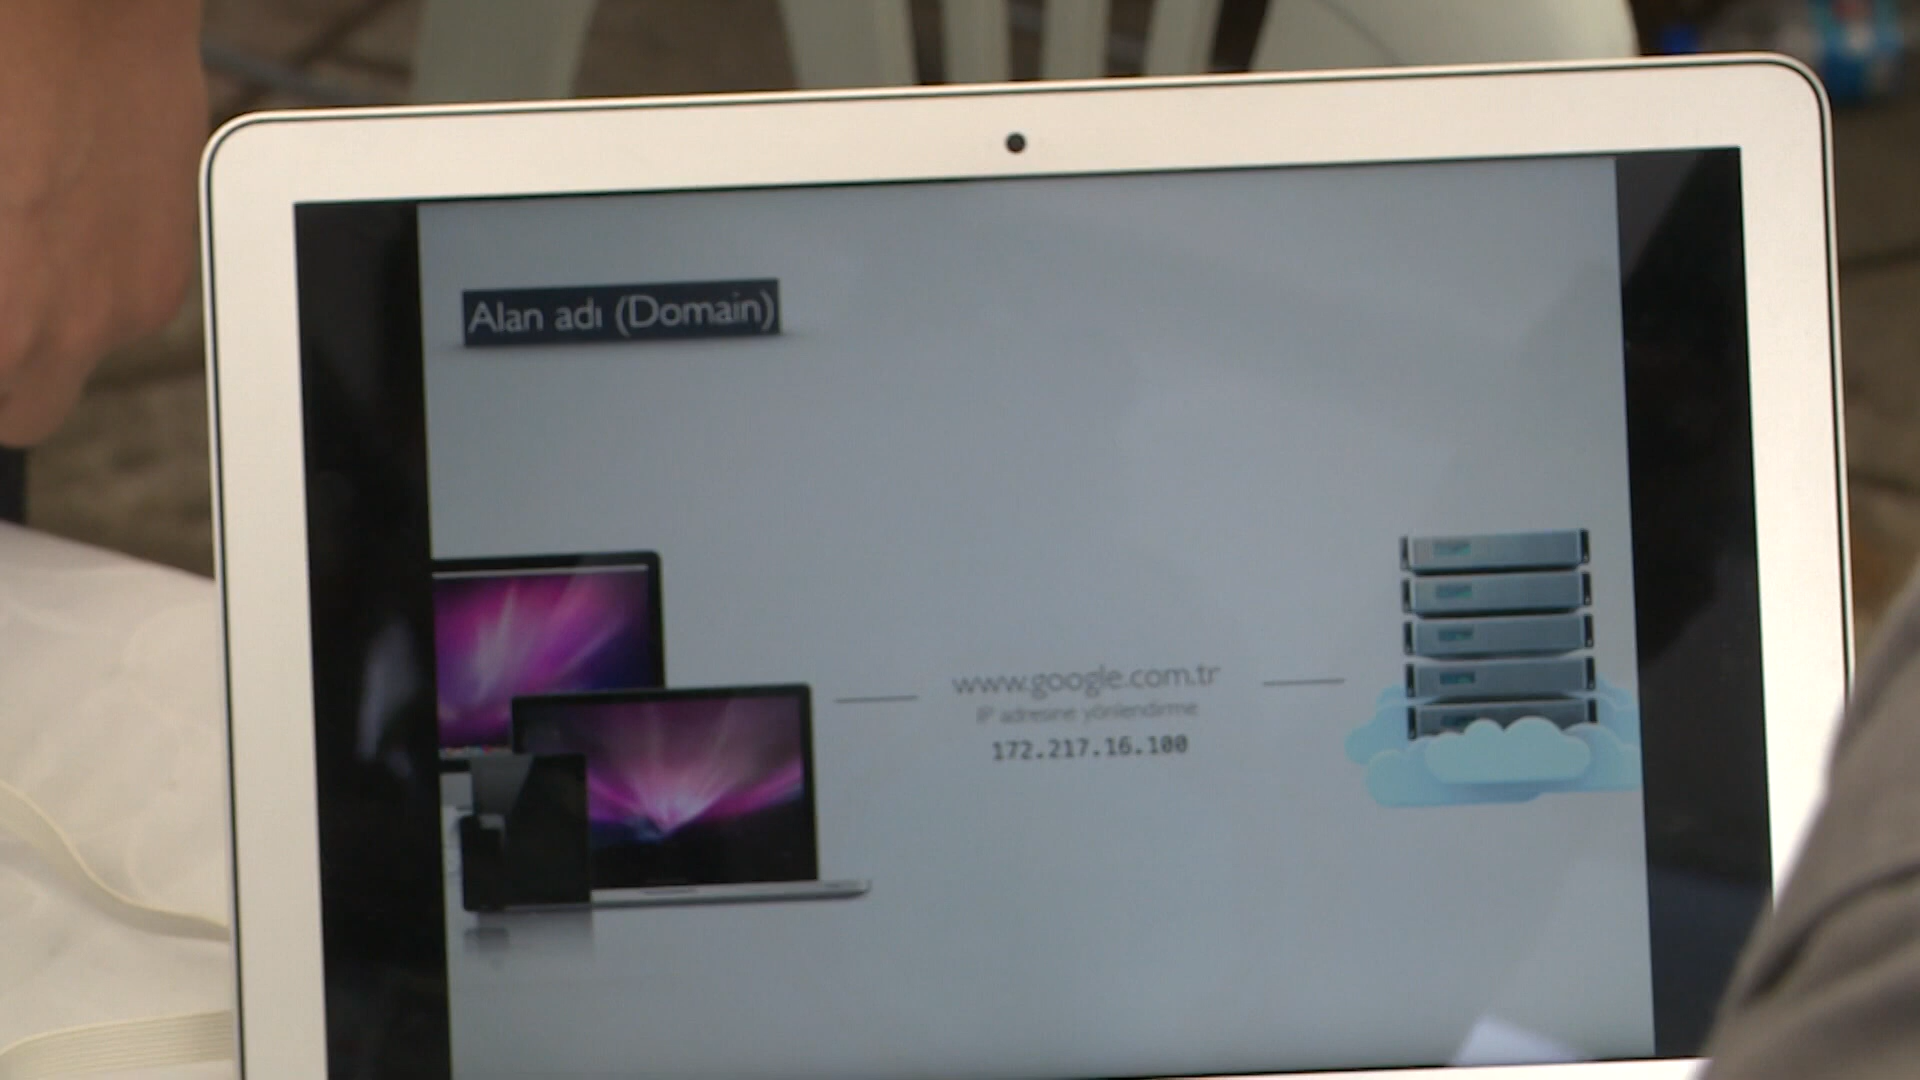 Alan adı (Domain)
www.google.com.tr
IP adresine yönlendirme
172.217.16.100